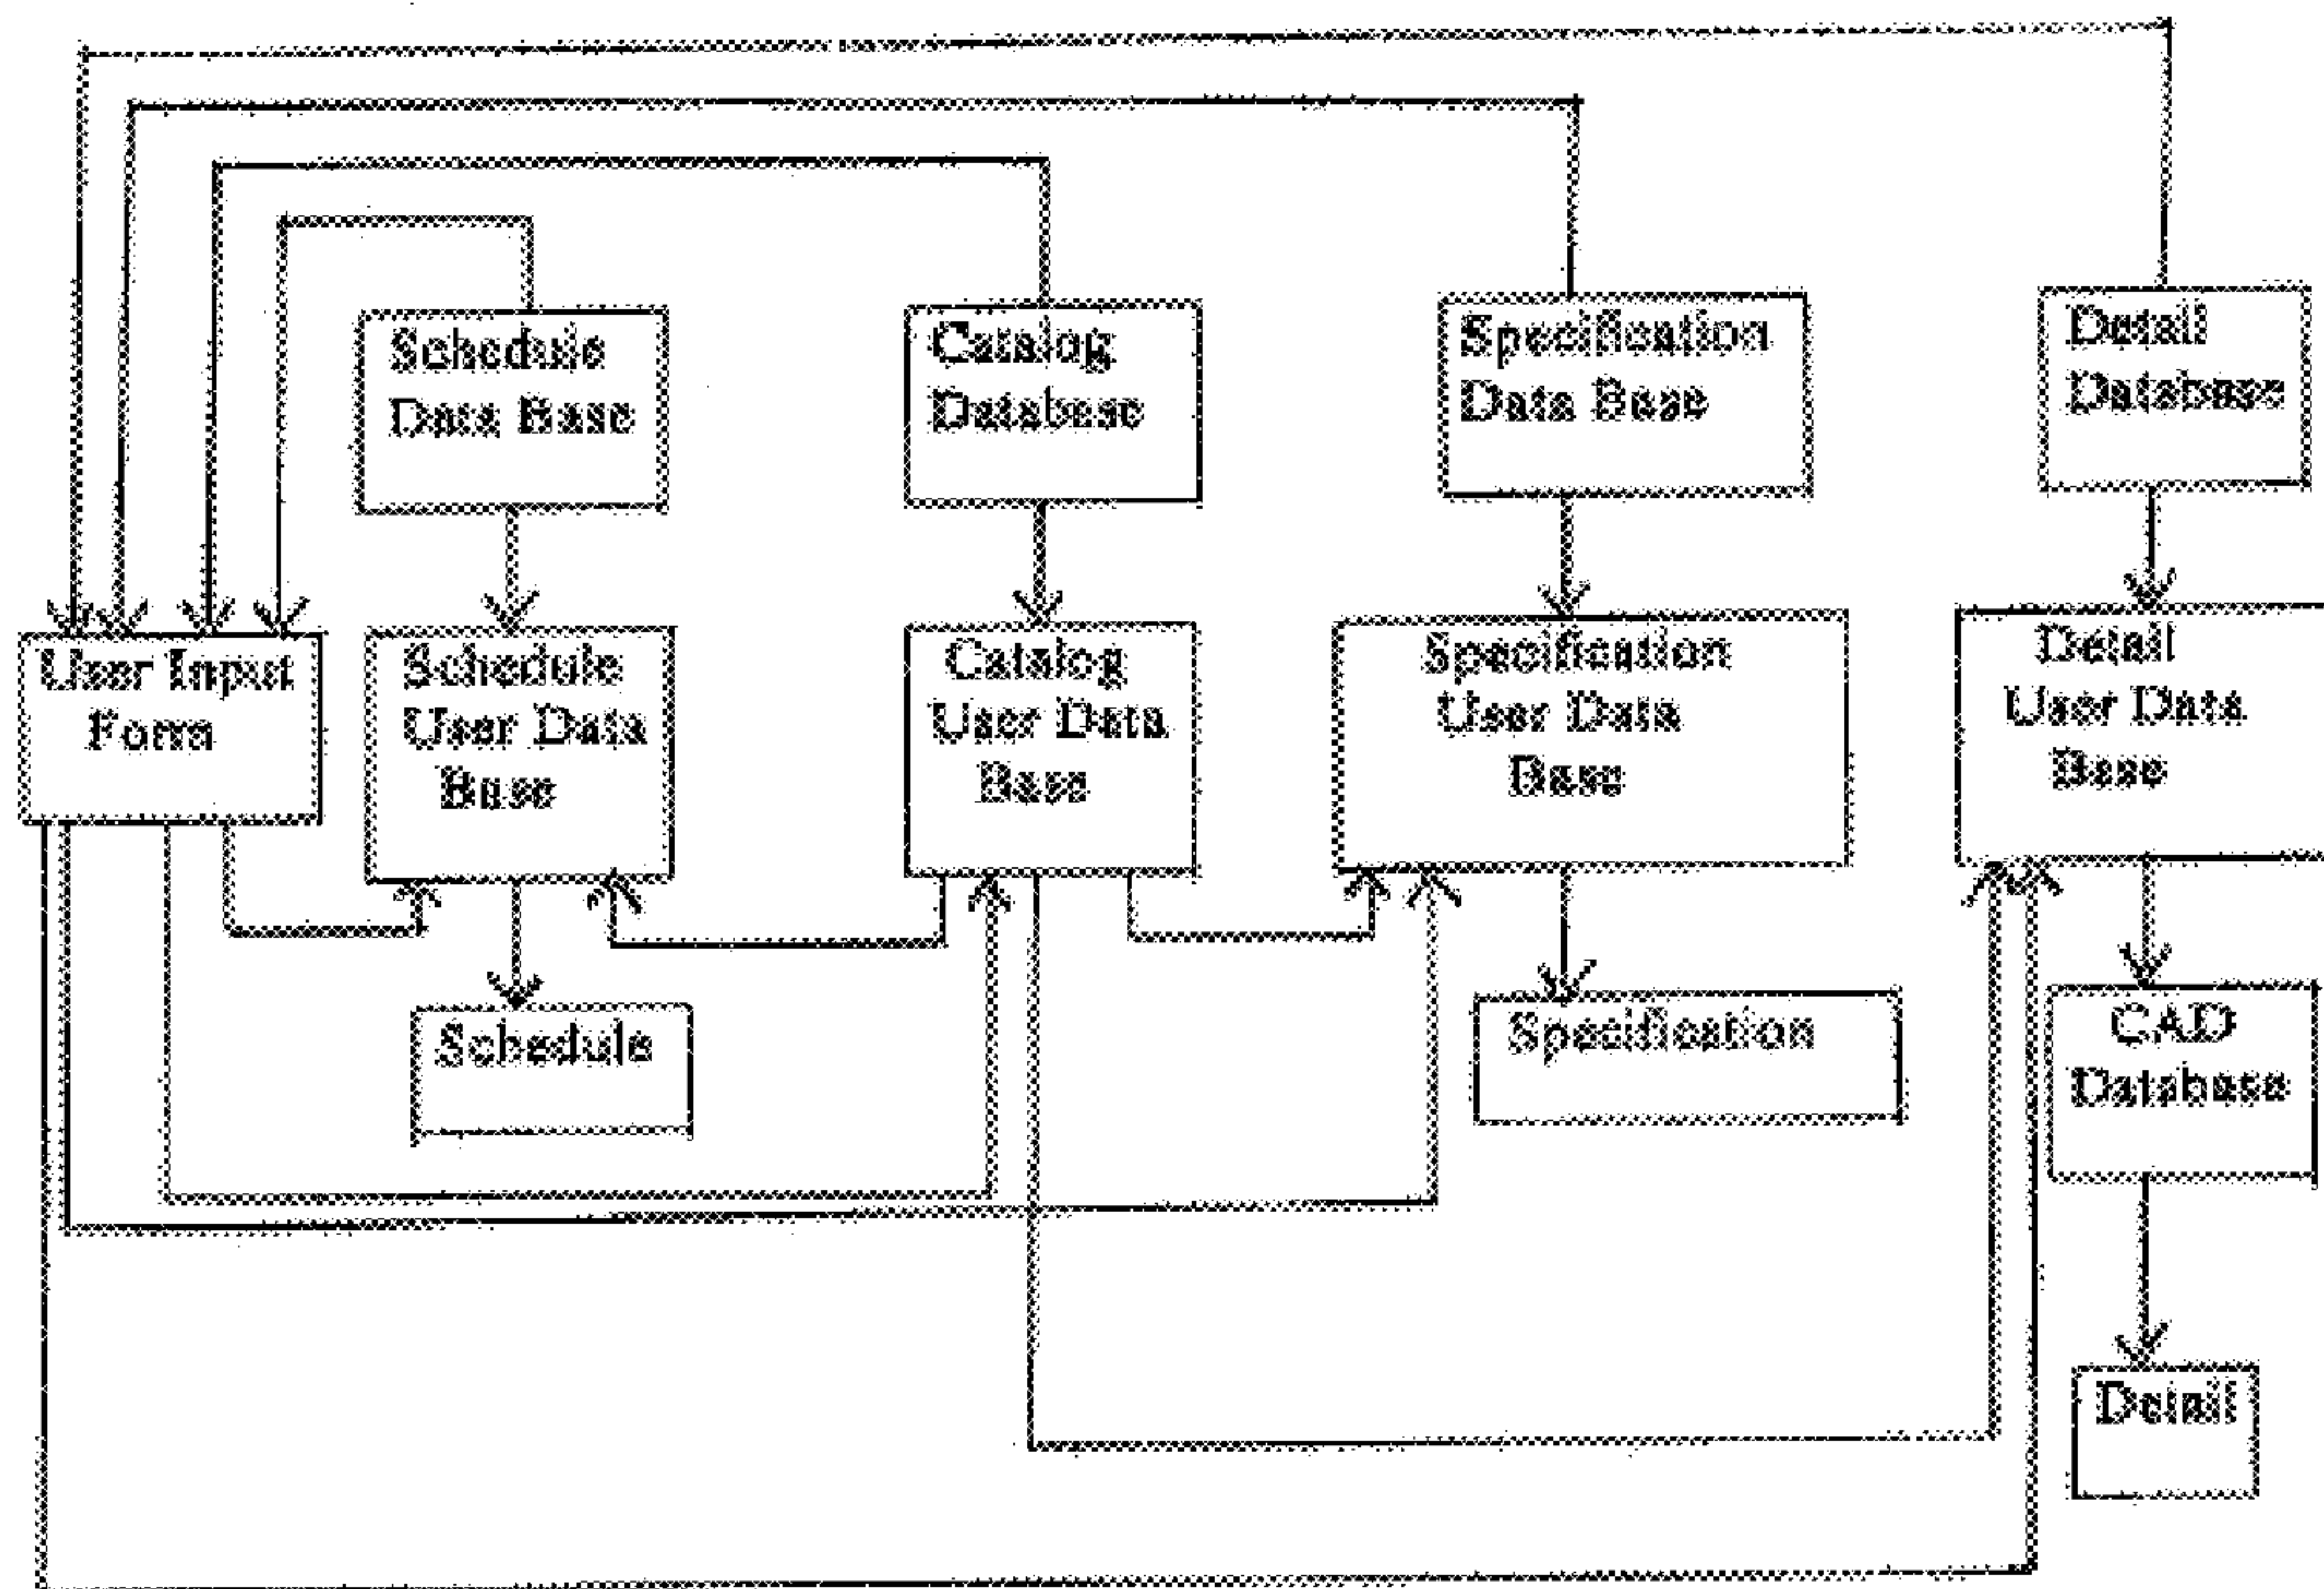 Schedule
Data Base
Catalog
Database
Specification
Data Base
Detail
Database
User Input
Form
Schedule
User Data
Base
Catalog
User Data
Base
Specification
User Data
Base
Detail
User Data
Base
Schedule
Specification
CAD
Database
Detail